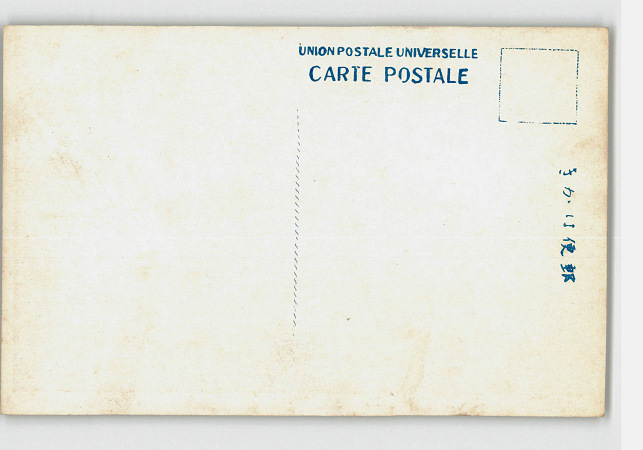 UNION POSTALE UNIVERSELLE
CARTE POSTALE
きかは便郵